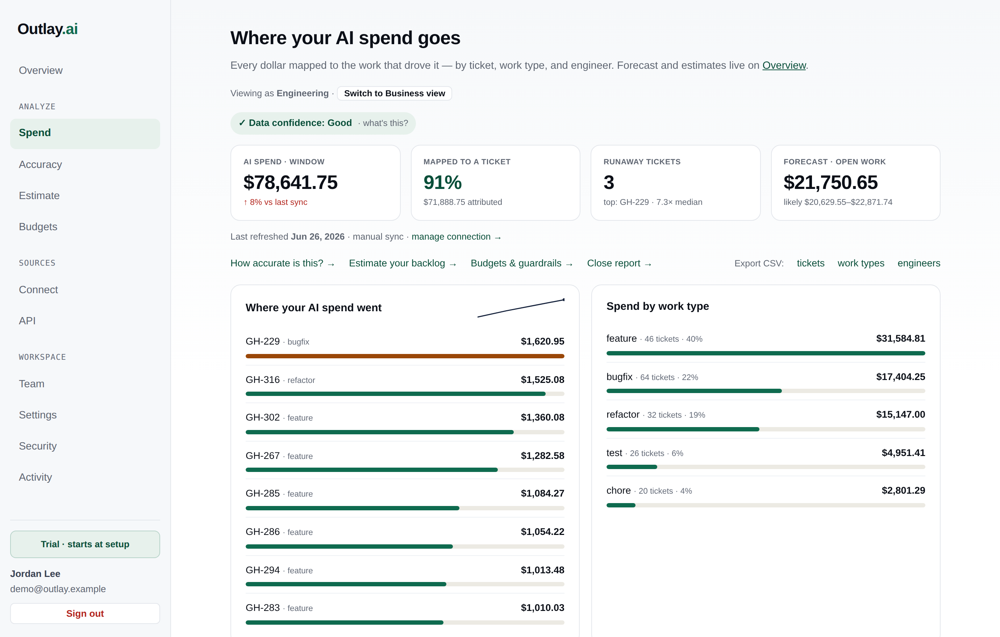 Outlay.ai
Overview
ANALYZE
Spend
Accuracy
Estimate
Budgets
SOURCES
Connect
API
WORKSPACE
Team
Settings
Security
Activity
Trial · starts at setup
Jordan Lee
demo@outlay.example
Sign out
Where your AI spend goes
Every dollar mapped to the work that drove it — by ticket, work type, and engineer. Forecast and estimates live on Overview.
Viewing as Engineering · Switch to Business view
✓ Data confidence: Good · what's this?
AI SPEND · WINDOW
$78,641.75
↑ 8% vs last sync
MAPPED TO A TICKET
91%
$71,888.75 attributed
RUNAWAY TICKETS
3
top: GH-229 · 7.3× median
FORECAST · OPEN WORK
$21,750.65
likely $20,629.55–$22,871.74
Last refreshed Jun 26, 2026 · manual sync · manage connection →
How accurate is this? → Estimate your backlog → Budgets & guardrails → Close report → Export CSV: tickets work types engineers
Where your AI spend went
GH-229 · bugfix $1,620.95
GH-316 · refactor $1,525.08
GH-302 · feature $1,360.08
GH-267 · feature $1,282.58
GH-285 · feature $1,084.27
GH-286 · feature $1,054.22
GH-294 · feature $1,013.48
GH-283 · feature $1,010.03
Spend by work type
feature · 46 tickets · 40% $31,584.81
bugfix · 64 tickets · 22% $17,404.25
refactor · 32 tickets · 19% $15,147.00
test · 26 tickets · 6% $4,951.41
chore · 20 tickets · 4% $2,801.29